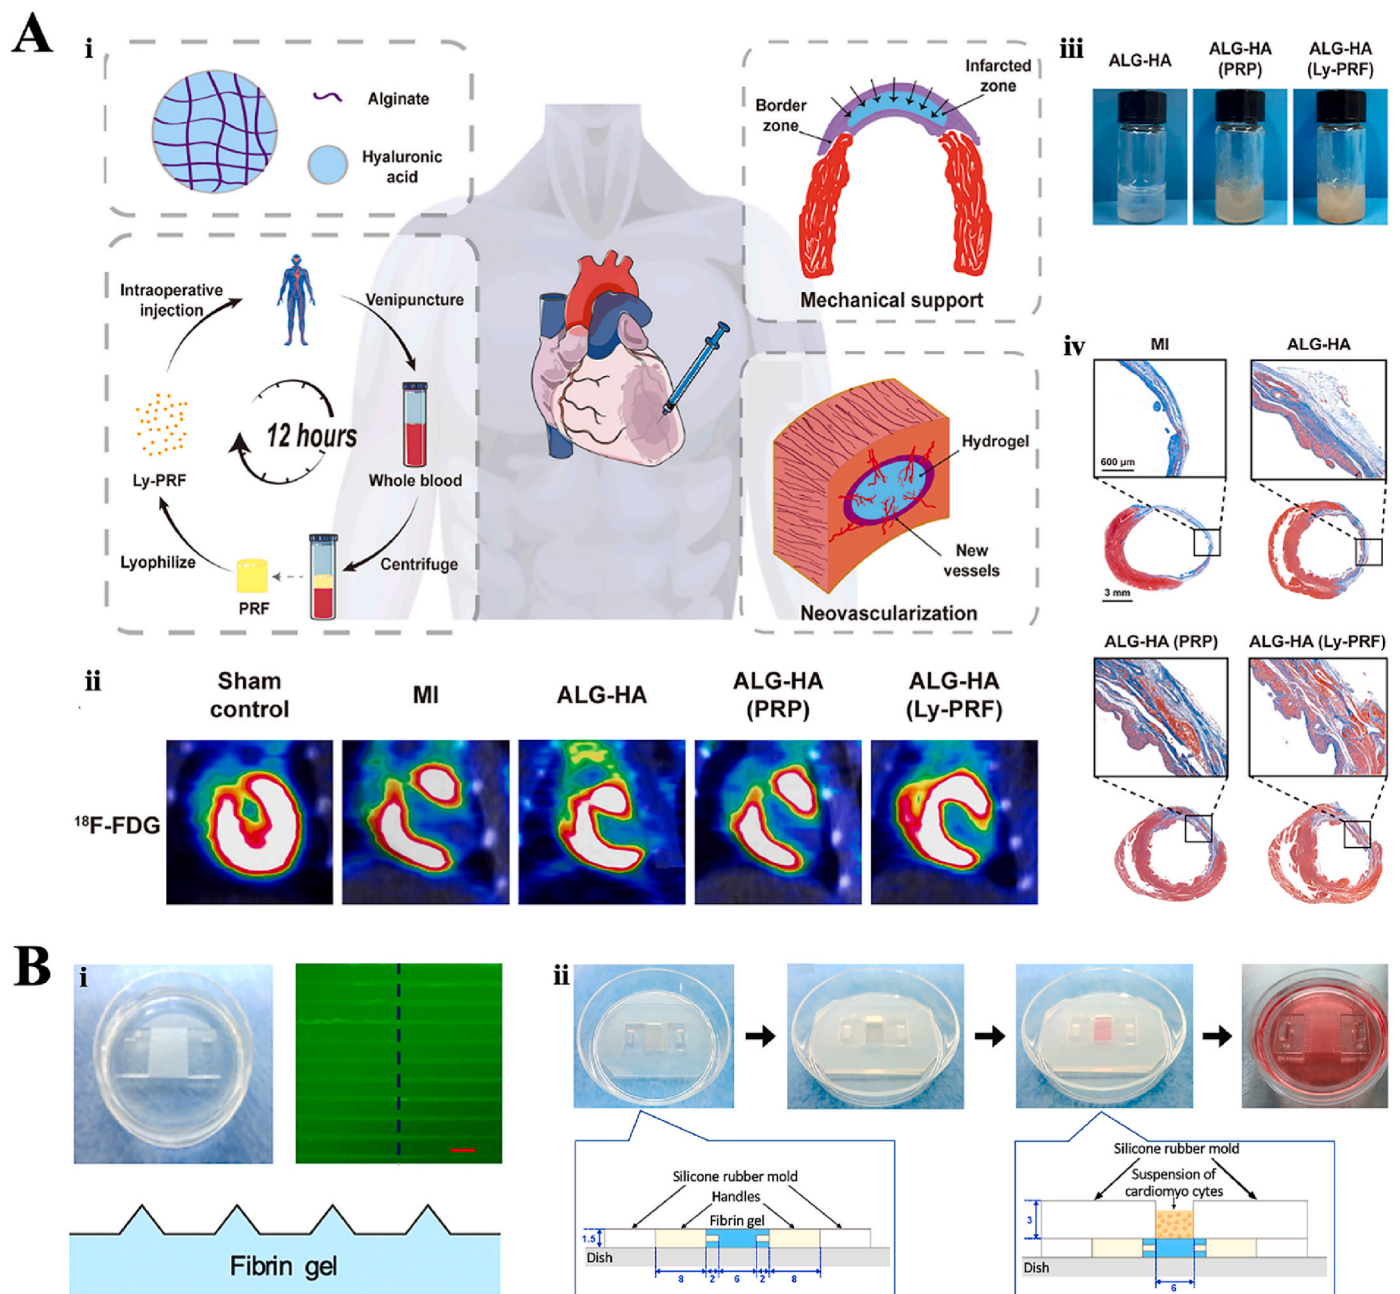 A
i
Alginate
Hyaluronic
acid
Intraoperative
injection
Venipuncture
12 hours
Ly-PRF
Whole blood
Lyophilize
Centrifuge
PRF
Infarcted
zone
Border
zone
Mechanical support
Hydrogel
New
vessels
Neovascularization
iii
ALG-HA
ALG-HA
(PRP)
ALG-HA
(Ly-PRF)
iv
MI
ALG-HA
600 μm
3 mm
ALG-HA (PRP)
ALG-HA (Ly-PRF)
ii
Sham
control
MI
ALG-HA
ALG-HA
(PRP)
ALG-HA
(Ly-PRF)
18F-FDG
B
i
Fibrin gel
ii
Silicone rubber mold
Handles
Fibrin gel
1.5
Dish
8
2
6
2
8
Silicone rubber mold
Suspension of
cardiomyo cytes
3
Dish
6